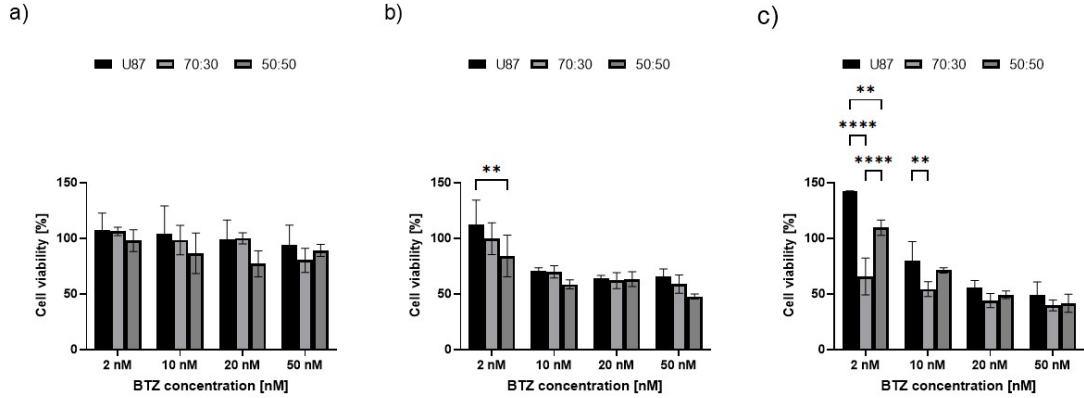 a)
U87 70:30 50:50
150
100
50
0
Cell viability [%]
2 nM 10 nM 20 nM 50 nM
BTZ concentration [nM]
b)
U87 70:30 50:50
**
150
100
50
0
Cell viability [%]
2 nM 10 nM 20 nM 50 nM
BTZ concentration [nM]
c)
U87 70:30 50:50
**
****
**** **
150
100
50
0
Cell viability [%]
2 nM 10 nM 20 nM 50 nM
BTZ concentration [nM]